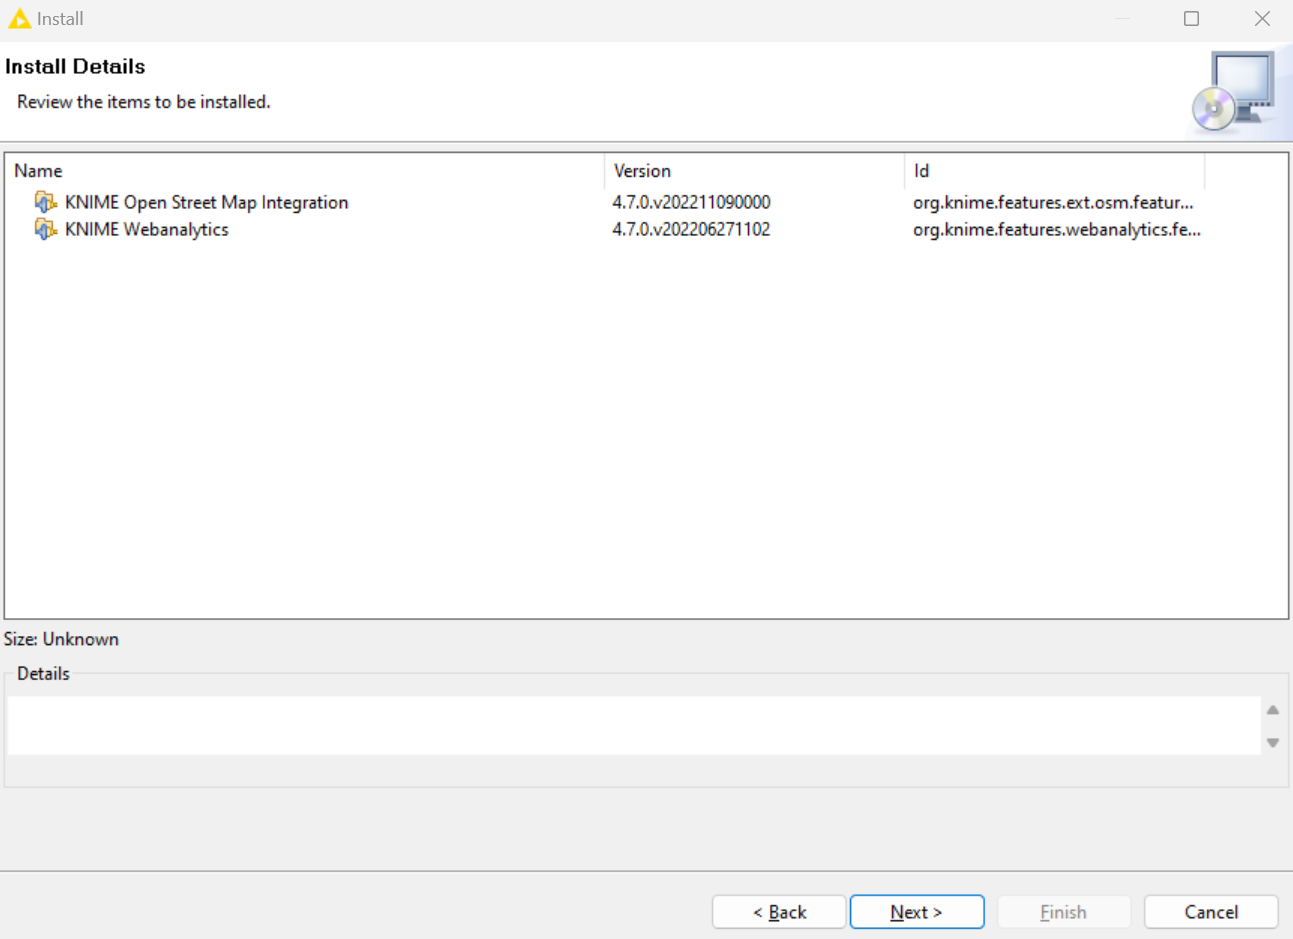 Install
Install Details
Review the items to be installed.
Name Version Id
KNIME Open Street Map Integration 4.7.0.v202211090000 org.knime.features.ext.osm.featur...
KNIME Webanalytics 4.7.0.v202206271102 org.knime.features.webanalytics.fe...
Size: Unknown
Details
< Back Next > Finish Cancel